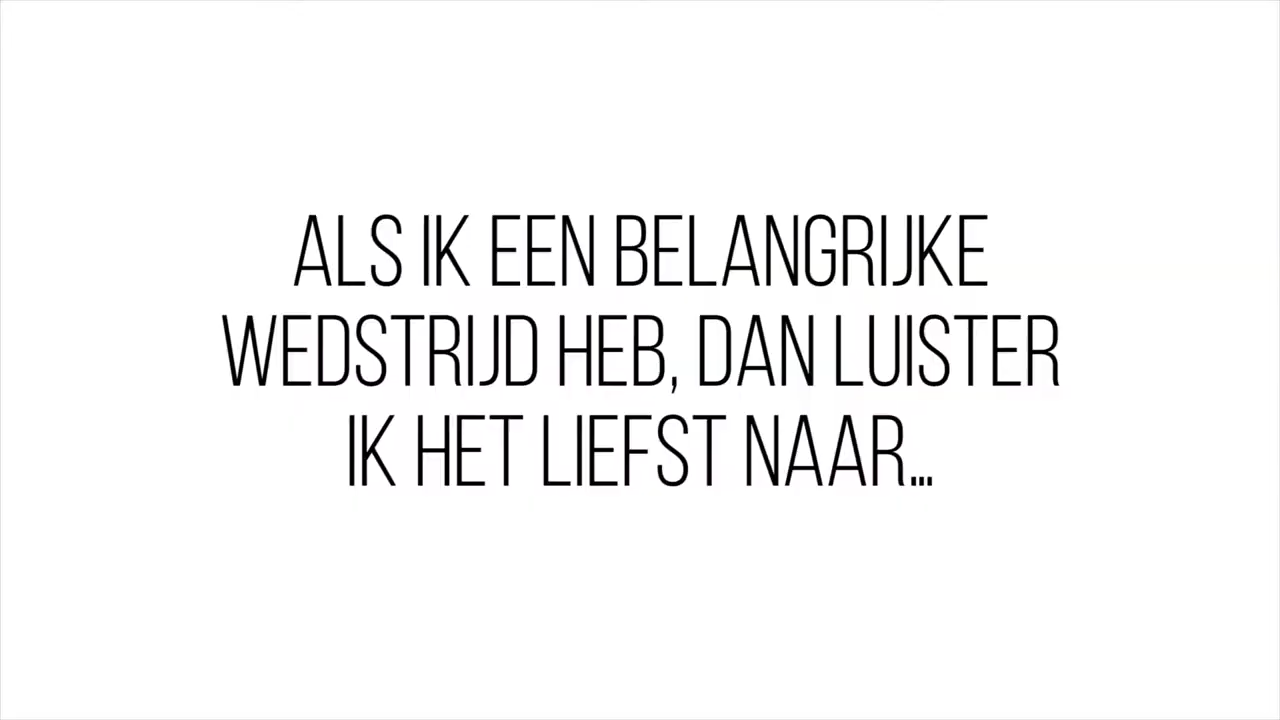 ALS IK EEN BELANGRIJKE
WEDSTRIJD HEB, DAN LUISTER
IK HET LIEFST NAAR...